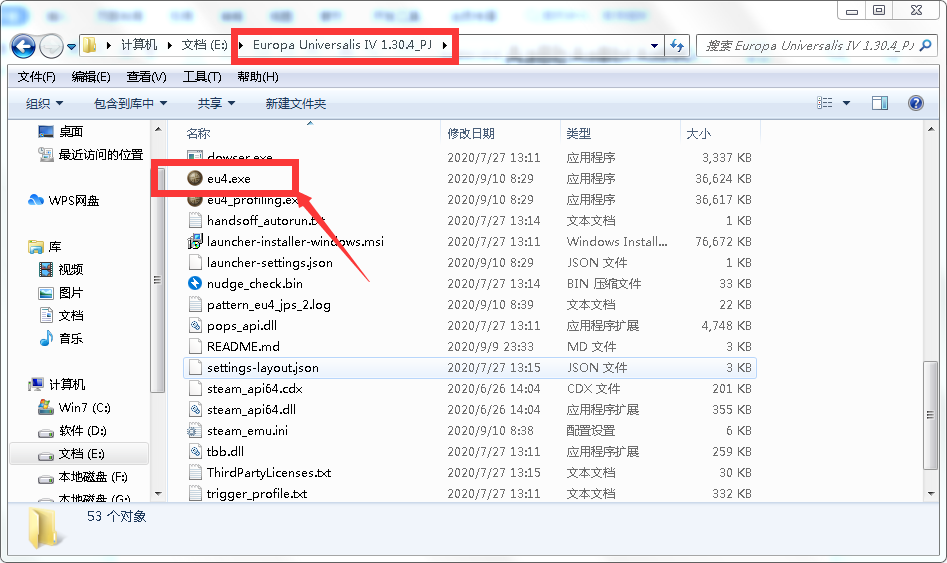 计算机 ▸ 文档 (E:) ▸ Europa Universalis IV 1.30.4_PJ ▸
搜索 Europa Universalis IV 1.30.4_PJ
文件(F) 编辑(E) 查看(V) 工具(T) 帮助(H)
组织 包含到库中 共享 新建文件夹
名称 修改日期 类型 大小
桌面
最近访问的位置
WPS网盘
库
视频
图片
文档
音乐
计算机
Win7 (C:)
软件 (D:)
文档 (E:)
本地磁盘 (F:)
本地磁盘 (G:)
dowser.exe 2020/7/27 13:11 应用程序 3,337 KB
eu4.exe 2020/9/10 8:29 应用程序 36,624 KB
eu4_profiling.ex 2020/9/10 8:29 应用程序 36,617 KB
handsoff_autorun.txt 2020/7/27 13:14 文本文档 1 KB
launcher-installer-windows.msi 2020/7/27 13:11 Windows Install... 76,672 KB
launcher-settings.json 2020/9/10 8:29 JSON 文件 1 KB
nudge_check.bin 2020/7/27 13:11 BIN 压缩文件 33 KB
pattern_eu4_jps_2.log 2020/9/10 8:39 文本文档 22 KB
pops_api.dll 2020/7/27 13:11 应用程序扩展 4,748 KB
README.md 2020/9/9 23:33 MD 文件 1 KB
settings-layout.json 2020/7/27 13:15 JSON 文件 3 KB
steam_api64.cdx 2020/6/26 14:04 CDX 文件 201 KB
steam_api64.dll 2020/6/26 14:04 应用程序扩展 355 KB
steam_emu.ini 2020/9/10 8:38 配置设置 6 KB
tbb.dll 2020/7/27 13:11 应用程序扩展 259 KB
ThirdPartyLicenses.txt 2020/7/27 13:15 文本文档 30 KB
trigger_profile.txt 2020/7/27 13:11 文本文档 332 KB
53 个对象